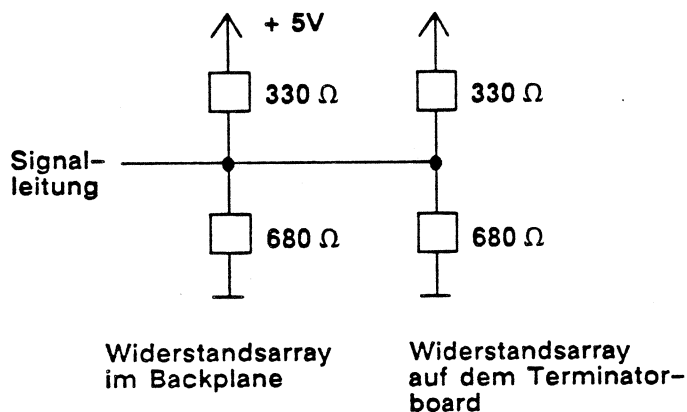 + 5V
330 Ω
330 Ω
Signal-
leitung
680 Ω
680 Ω
Widerstandsarray
im Backplane
Widerstandsarray
auf dem Terminator-
board